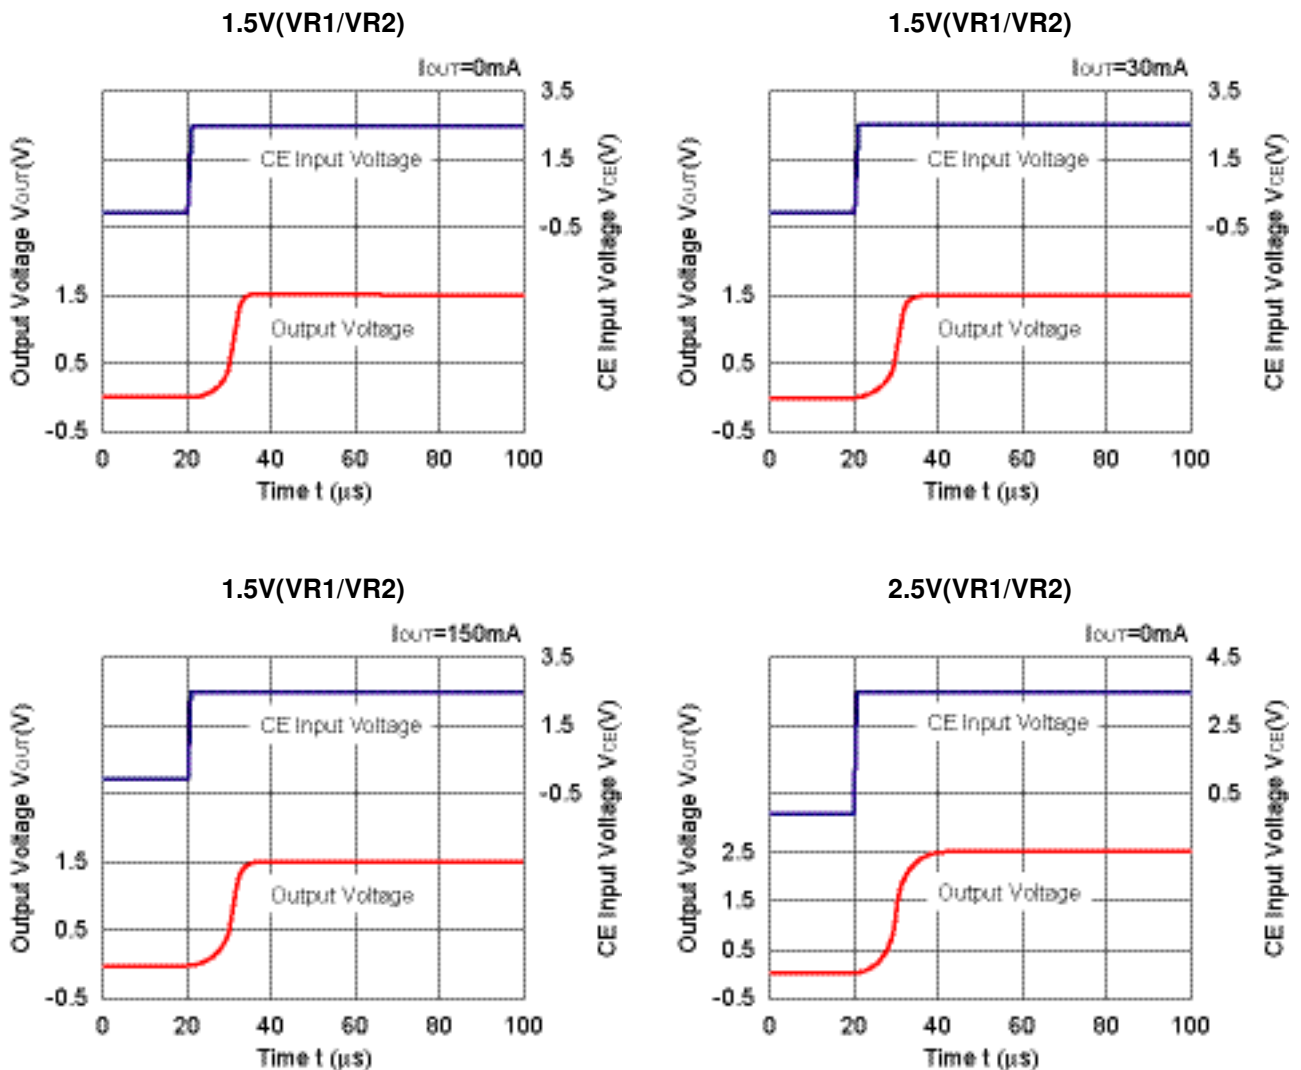 1.5V(VR1/VR2)
IOUT=0mA
Output Voltage VOUT(V)
1.5
0.5
-0.5
3.5
1.5
-0.5
CE Input Voltage VCE(V)
CE Input Voltage
Output Voltage
0 20 40 60 80 100
Time t (μs)
1.5V(VR1/VR2)
IOUT=30mA
Output Voltage VOUT(V)
1.5
0.5
-0.5
3.5
1.5
-0.5
CE Input Voltage VCE(V)
CE Input Voltage
Output Voltage
0 20 40 60 80 100
Time t (μs)
1.5V(VR1/VR2)
IOUT=150mA
Output Voltage VOUT(V)
1.5
0.5
-0.5
3.5
1.5
-0.5
CE Input Voltage VCE(V)
CE Input Voltage
Output Voltage
0 20 40 60 80 100
Time t (μs)
2.5V(VR1/VR2)
IOUT=0mA
Output Voltage VOUT(V)
2.5
1.5
0.5
-0.5
4.5
2.5
0.5
CE Input Voltage VCE(V)
CE Input Voltage
Output Voltage
0 20 40 60 80 100
Time t (μs)